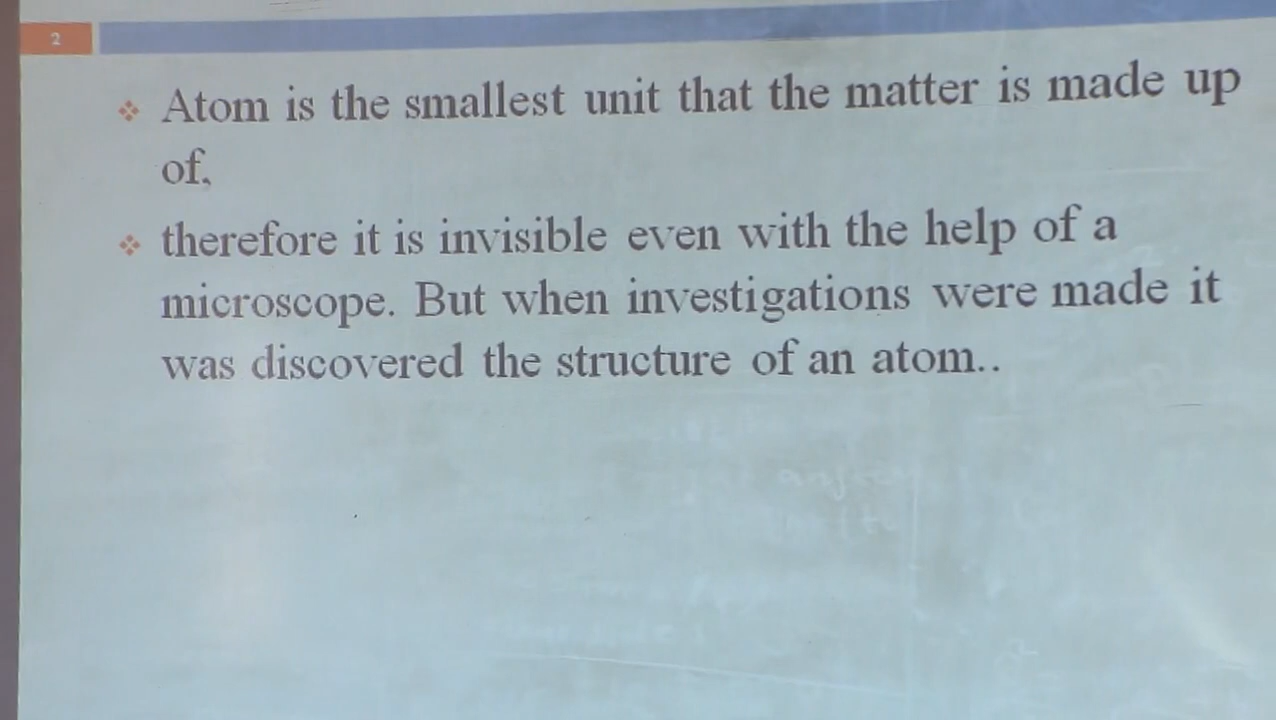 2
Atom is the smallest unit that the matter is made up
of,
therefore it is invisible even with the help of a
microscope. But when investigations were made it
was discovered the structure of an atom..